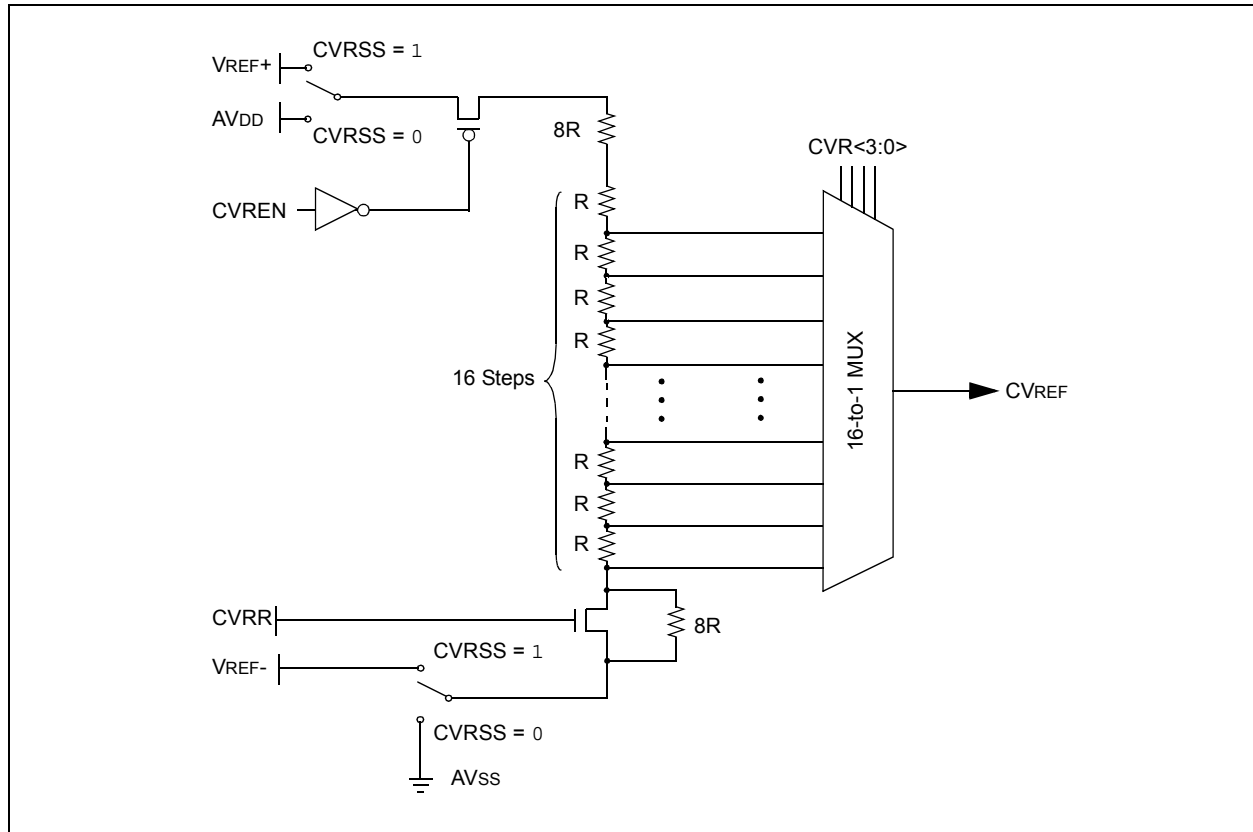 CVRSS = 1
VREF+
8R
AVDD
CVRSS = 0
CVR<3:0>
CVREN
R
R
R
R
16 Steps
16-to-1 MUX
CVREF
R
R
R
CVRR
8R
CVRSS = 1
VREF-
CVRSS = 0
AVSS